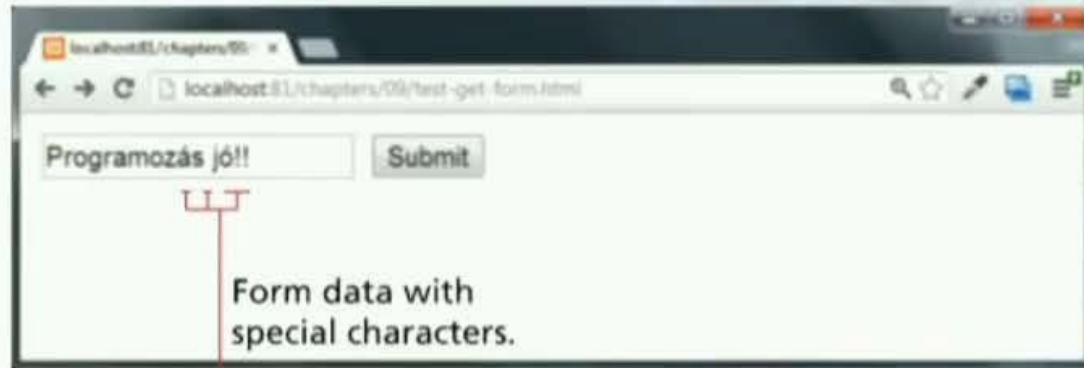 localhost:81/chapters/09/
localhost:81/chapters/09/test-get-form.html
Programozás jó!! Submit
Form data with
special characters.